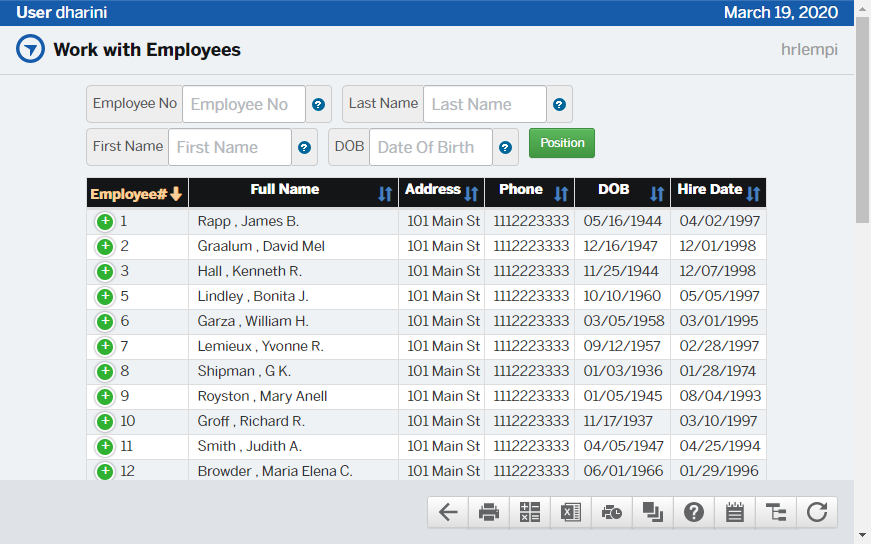 User dharini March 19, 2020
Work with Employees hrlempi
Employee No Employee No ? Last Name Last Name ?
First Name First Name ? DOB Date Of Birth ? Position
Employee# Full Name Address Phone DOB Hire Date
1 Rapp , James B. 101 Main St 1112223333 05/16/1944 04/02/1997
2 Graalum , David Mel 101 Main St 1112223333 12/16/1947 12/01/1998
3 Hall , Kenneth R. 101 Main St 1112223333 11/25/1944 12/07/1998
5 Lindley , Bonita J. 101 Main St 1112223333 10/10/1960 05/05/1997
6 Garza , William H. 101 Main St 1112223333 03/05/1958 03/01/1995
7 Lemieux , Yvonne R. 101 Main St 1112223333 09/12/1957 02/28/1997
8 Shipman , G K. 101 Main St 1112223333 01/03/1936 01/28/1974
9 Royston , Mary Anell 101 Main St 1112223333 01/05/1945 08/04/1993
10 Groff , Richard R. 101 Main St 1112223333 11/17/1937 03/10/1997
11 Smith , Judith A. 101 Main St 1112223333 04/05/1947 04/25/1994
12 Browder , Maria Elena C. 101 Main St 1112223333 06/01/1966 01/29/1996